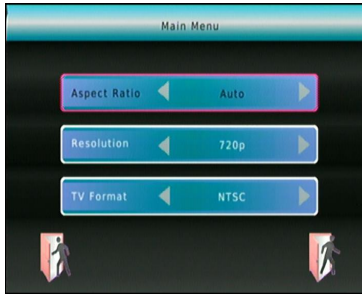 Main Menu
Aspect Ratio Auto
Resolution 720p
TV Format NTSC